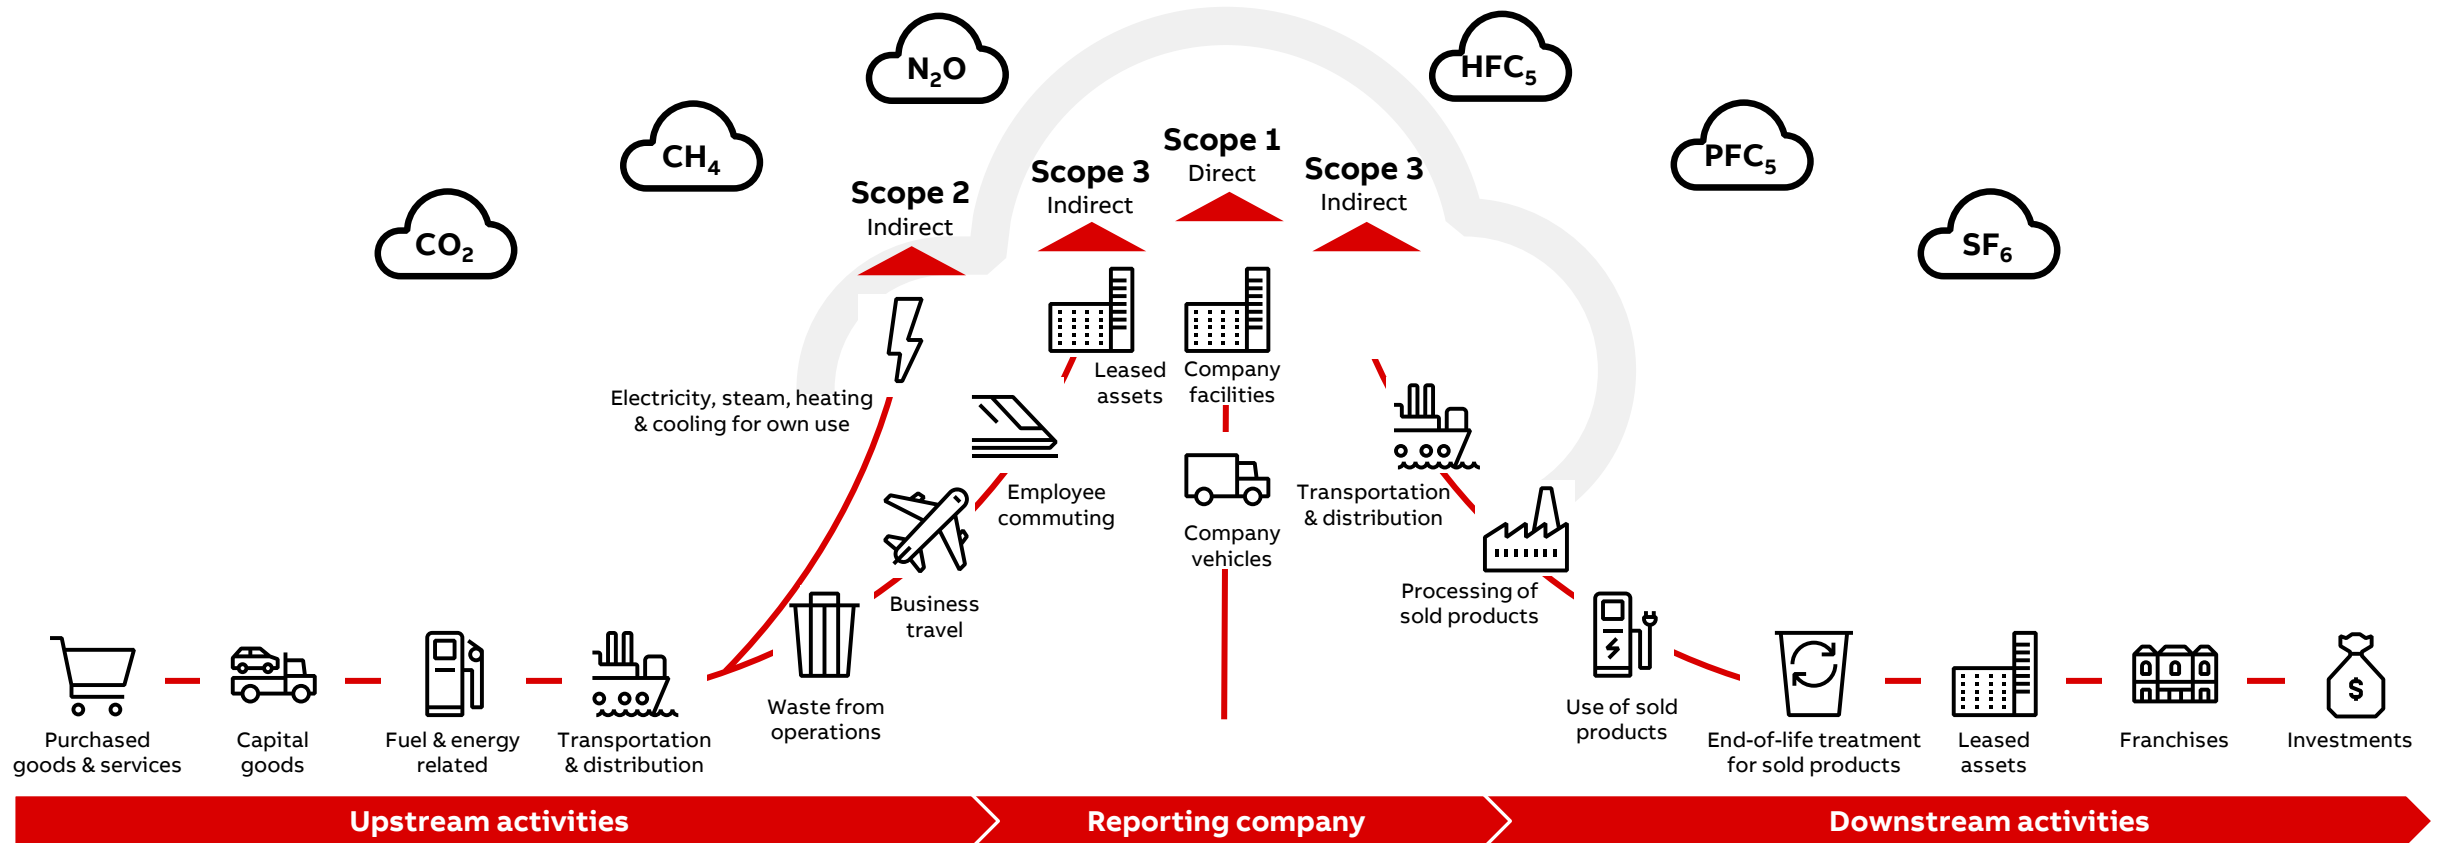 N₂O
HFC₅
CH₄
PFC₅
CO₂
SF₆
Scope 2
Indirect
Scope 3
Indirect
Scope 1
Direct
Scope 3
Indirect
Electricity, steam, heating
& cooling for own use
Leased
assets
Company
facilities
Employee
commuting
Company
vehicles
Transportation
& distribution
Business
travel
Processing of
sold products
Purchased
goods & services
Capital
goods
Fuel & energy
related
Transportation
& distribution
Waste from
operations
Use of sold
products
End-of-life treatment
for sold products
Leased
assets
Franchises
$
Investments
Upstream activities
Reporting company
Downstream activities